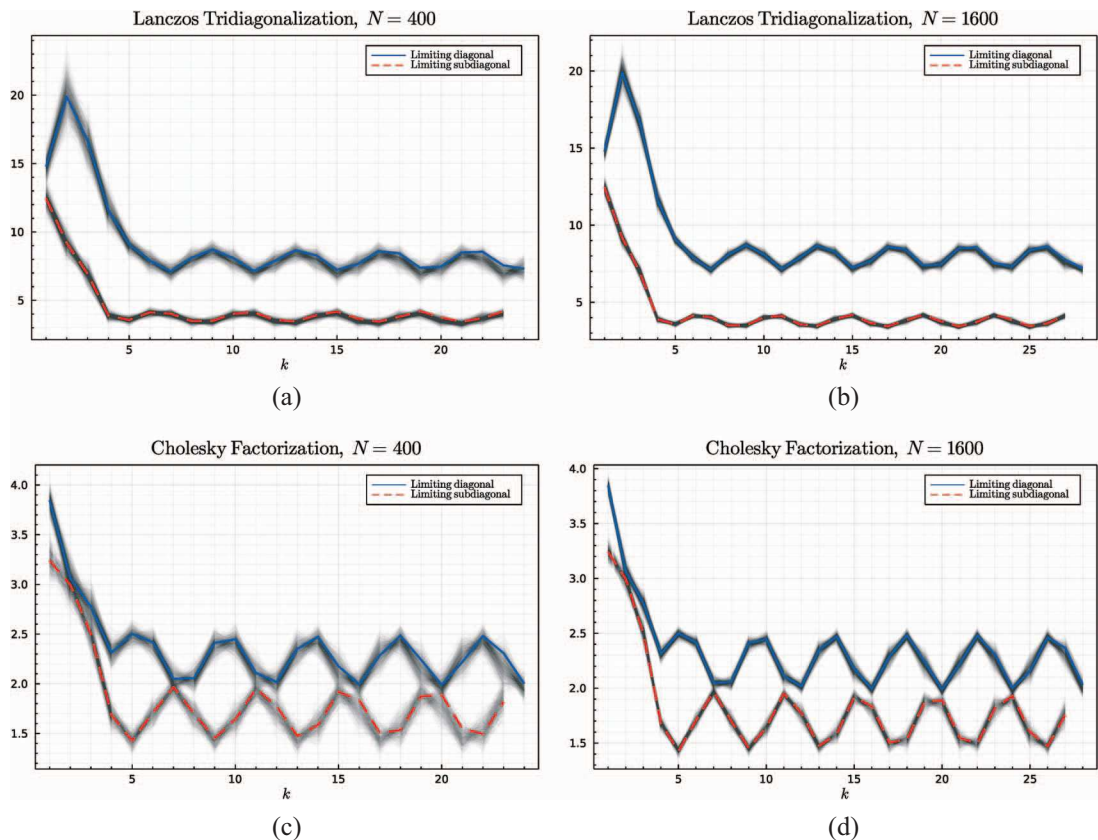 Lanczos Tridiagonalization, N = 400
Limiting diagonal
Limiting subdiagonal
20
15
10
5
5 10 15 20
k
(a)
Lanczos Tridiagonalization, N = 1600
Limiting diagonal
Limiting subdiagonal
20
15
10
5
5 10 15 20 25
k
(b)
Cholesky Factorization, N = 400
Limiting diagonal
Limiting subdiagonal
4.0
3.5
3.0
2.5
2.0
1.5
5 10 15 20
k
(c)
Cholesky Factorization, N = 1600
Limiting diagonal
Limiting subdiagonal
4.0
3.5
3.0
2.5
2.0
1.5
5 10 15 20 25
k
(d)